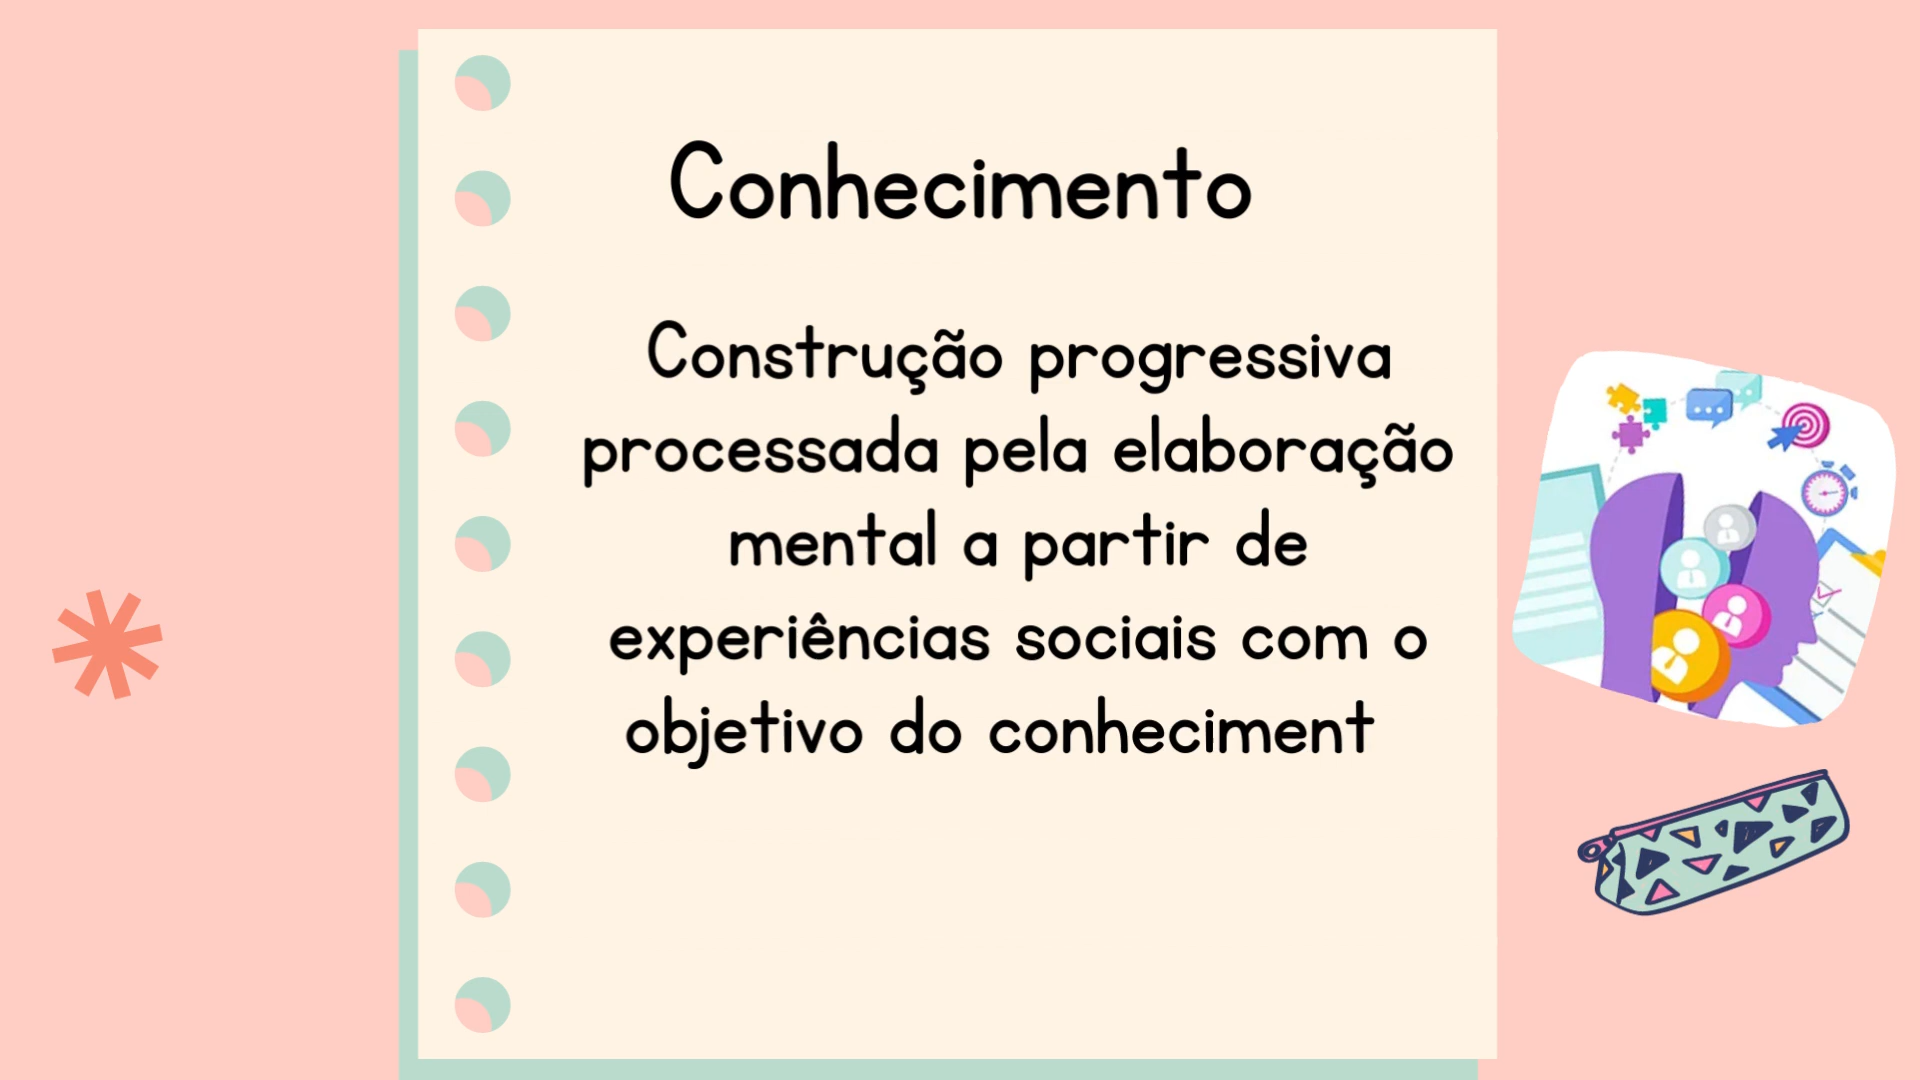 Conhecimento
Construção progressiva
processada pela elaboração
mental a partir de
experiências sociais com o
objetivo do conheciment